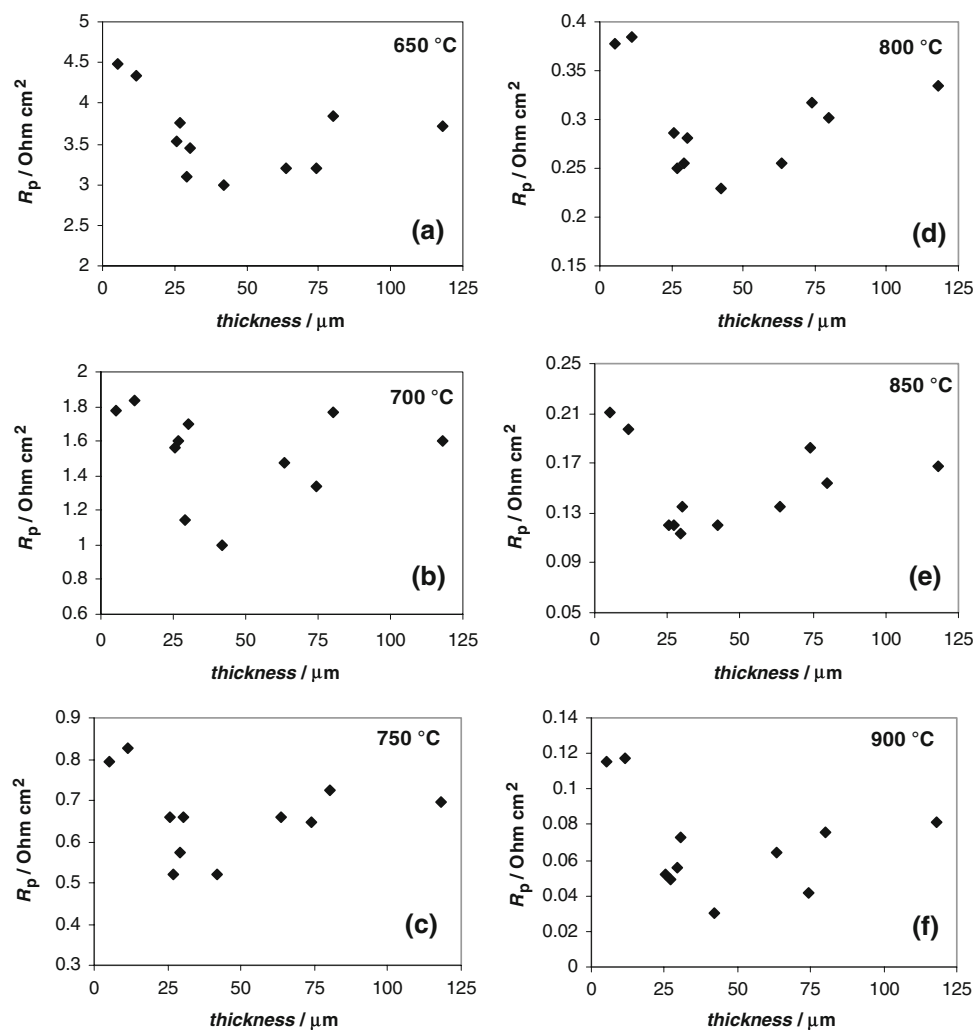 5
4.5
4
3.5
3
2.5
2
R_p / Ohm cm²
650 °C
(a)
0 25 50 75 100 125
thickness / μm
0.4
0.35
0.3
0.25
0.2
0.15
R_p / Ohm cm²
800 °C
(d)
0 25 50 75 100 125
thickness / μm
2
1.8
1.6
1.4
1.2
1
0.8
0.6
R_p / Ohm cm²
700 °C
(b)
0 25 50 75 100 125
thickness / μm
0.25
0.21
0.17
0.13
0.09
0.05
R_p / Ohm cm²
850 °C
(e)
0 25 50 75 100 125
thickness / μm
0.9
0.8
0.7
0.6
0.5
0.4
0.3
R_p / Ohm cm²
750 °C
(c)
0 25 50 75 100 125
thickness / μm
0.14
0.12
0.1
0.08
0.06
0.04
0.02
0
R_p / Ohm cm²
900 °C
(f)
0 25 50 75 100 125
thickness / μm